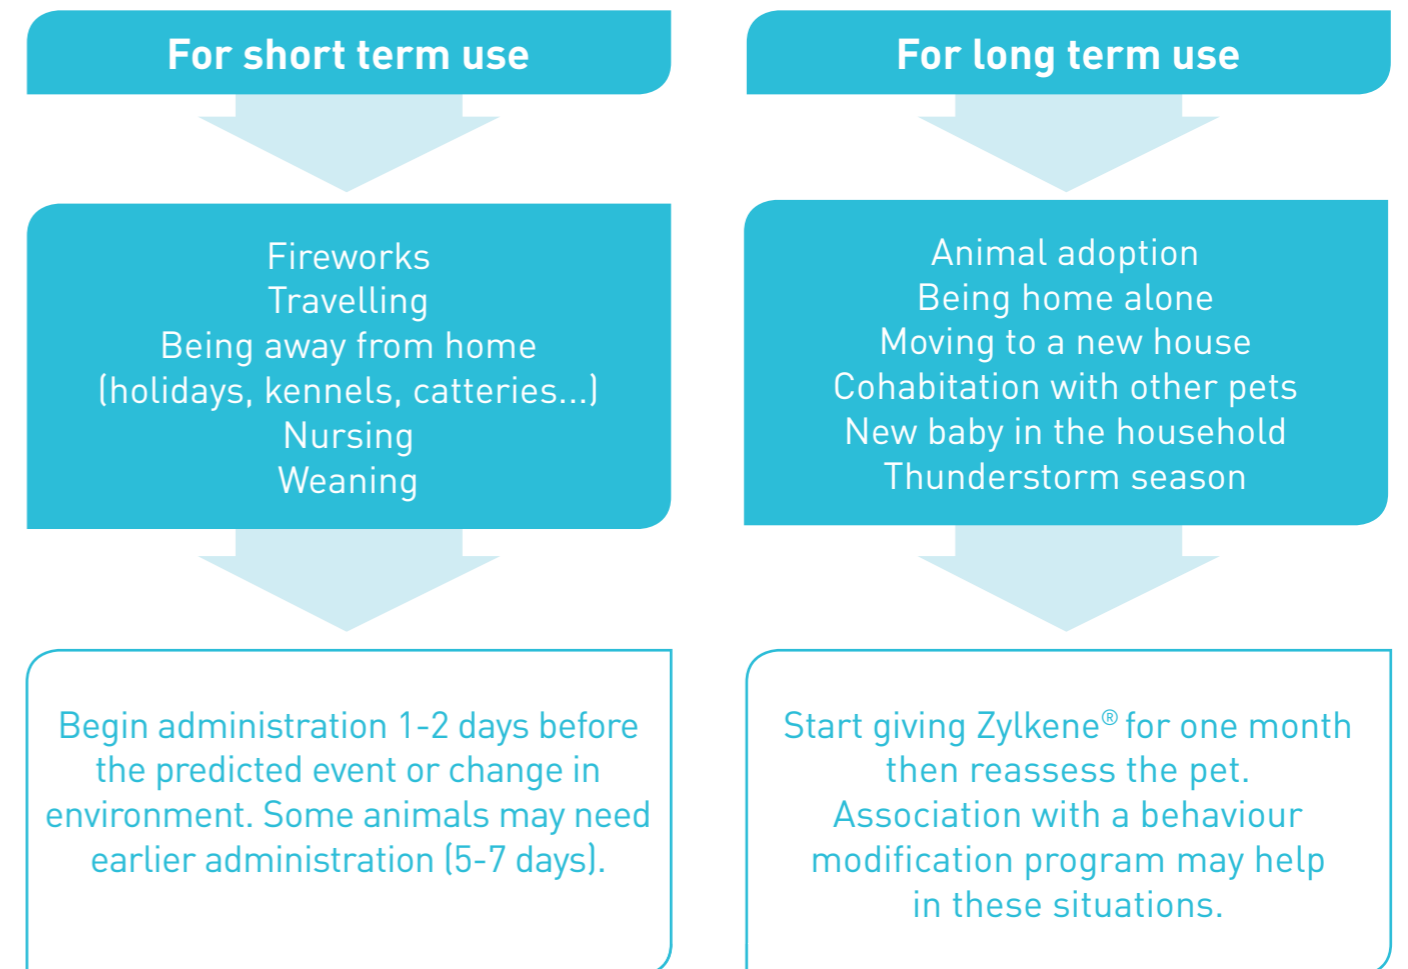 For short term use
Fireworks
Travelling
Being away from home
(holidays, kennels, catteries...)
Nursing
Weaning
Begin administration 1-2 days before
the predicted event or change in
environment. Some animals may need
earlier administration (5-7 days).
For long term use
Animal adoption
Being home alone
Moving to a new house
Cohabitation with other pets
New baby in the household
Thunderstorm season
Start giving Zylkene® for one month
then reassess the pet.
Association with a behaviour
modification program may help
in these situations.